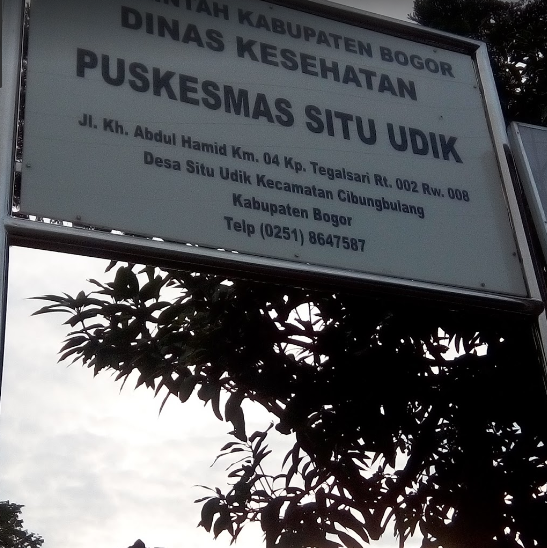 KABUPATEN BOGOR
DINAS KESEHATAN
PUSKESMAS SITU UDIK
Jl. Kh. Abdul Hamid Km. 04 Kp. Tegalsari Rt. 002 Rw. 008
Desa Situ Udik Kecamatan Cibungbulang
Kabupaten Bogor
Telp (0251) 8647587